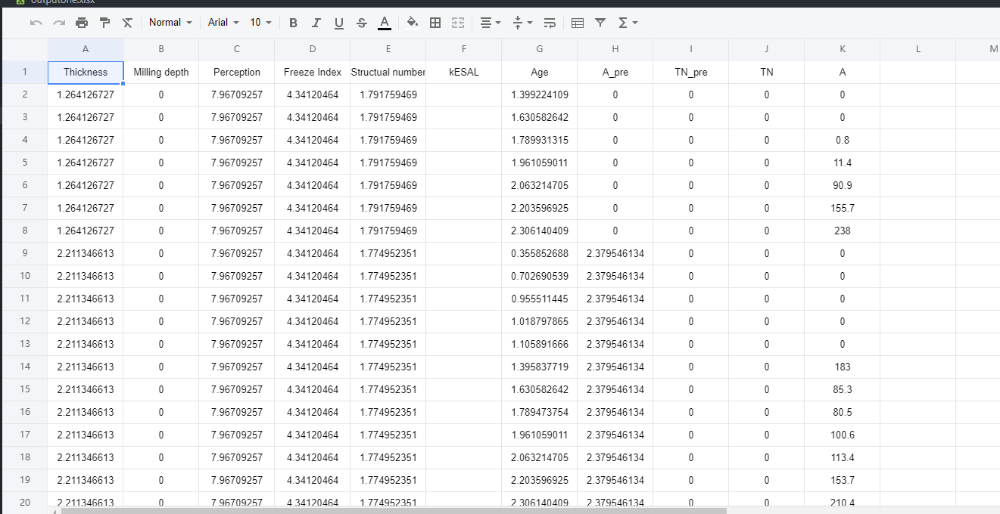 outputone.xlsx
Normal Arial 10 B I U S A Σ
A B C D E F G H I J K L M
1 Thickness Milling depth Perception Freeze Index Structual number kESAL Age A_pre TN_pre TN A
2 1.264126727 0 7.96709257 4.34120464 1.791759469 1.399224109 0 0 0 0
3 1.264126727 0 7.96709257 4.34120464 1.791759469 1.630582642 0 0 0 0
4 1.264126727 0 7.96709257 4.34120464 1.791759469 1.789931315 0 0 0 0.8
5 1.264126727 0 7.96709257 4.34120464 1.791759469 1.961059011 0 0 0 11.4
6 1.264126727 0 7.96709257 4.34120464 1.791759469 2.063214705 0 0 0 90.9
7 1.264126727 0 7.96709257 4.34120464 1.791759469 2.203596925 0 0 0 155.7
8 1.264126727 0 7.96709257 4.34120464 1.791759469 2.306140409 0 0 0 238
9 2.211346613 0 7.96709257 4.34120464 1.774952351 0.355852688 2.379546134 0 0 0
10 2.211346613 0 7.96709257 4.34120464 1.774952351 0.702690539 2.379546134 0 0 0
11 2.211346613 0 7.96709257 4.34120464 1.774952351 0.955511445 2.379546134 0 0 0
12 2.211346613 0 7.96709257 4.34120464 1.774952351 1.018797865 2.379546134 0 0 0
13 2.211346613 0 7.96709257 4.34120464 1.774952351 1.105891666 2.379546134 0 0 0
14 2.211346613 0 7.96709257 4.34120464 1.774952351 1.395837719 2.379546134 0 0 183
15 2.211346613 0 7.96709257 4.34120464 1.774952351 1.630582642 2.379546134 0 0 85.3
16 2.211346613 0 7.96709257 4.34120464 1.774952351 1.789473754 2.379546134 0 0 80.5
17 2.211346613 0 7.96709257 4.34120464 1.774952351 1.961059011 2.379546134 0 0 100.6
18 2.211346613 0 7.96709257 4.34120464 1.774952351 2.063214705 2.379546134 0 0 113.4
19 2.211346613 0 7.96709257 4.34120464 1.774952351 2.203596925 2.379546134 0 0 153.7
20 2.211346613 0 7.96709257 4.34120464 1.774952351 2.306140409 2.379546134 0 0 210.4